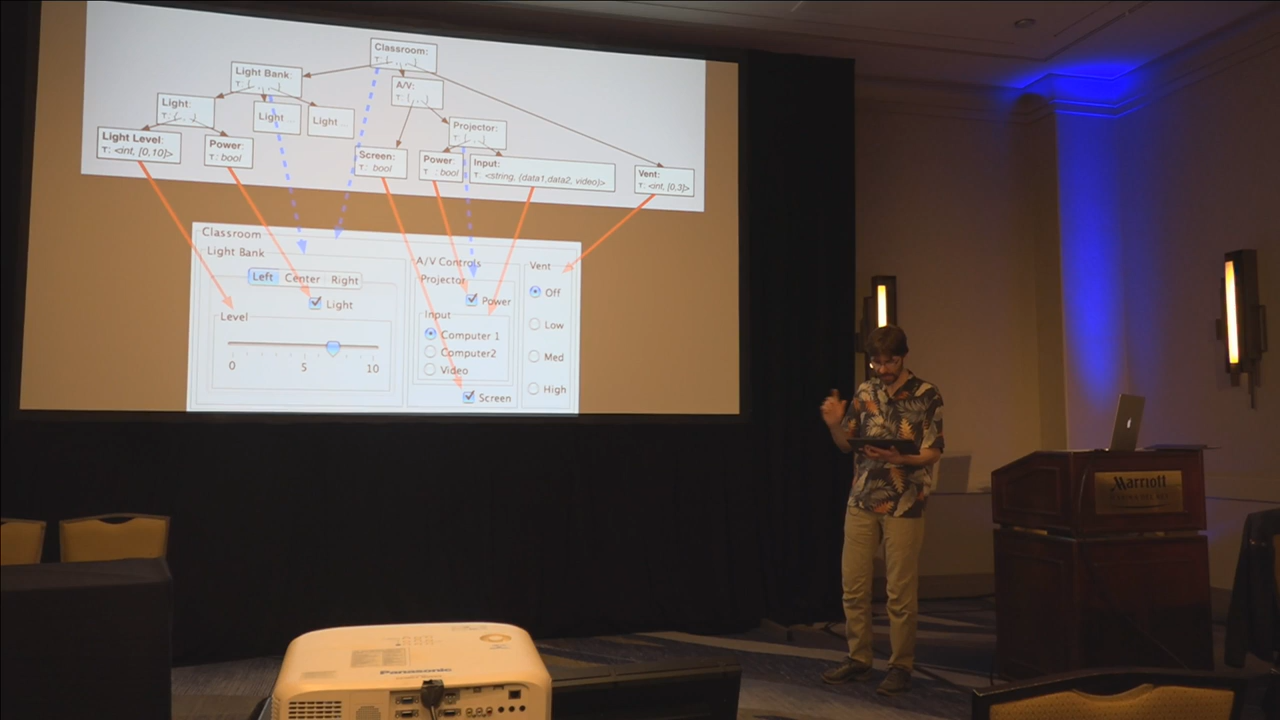 Classroom:
τ: {...}
Light Bank:
τ: {...}
A/V:
τ: {...}
Light:
τ: {...}
Light ...
Light ...
Projector:
τ: {...}
Light Level:
τ: <int, [0,10]>
Power:
τ: bool
Screen:
τ: bool
Power:
τ: bool
Input:
τ: <string, {data1,data2, video}>
Vent:
τ: <int, [0,3]>
Classroom
Light Bank
Left Center Right
Light
Level
0 5 10
A/V Controls
Projector
Power
Input
Computer 1
Computer2
Video
Screen
Vent
Off
Low
Med
High
Marriott
Panasonic